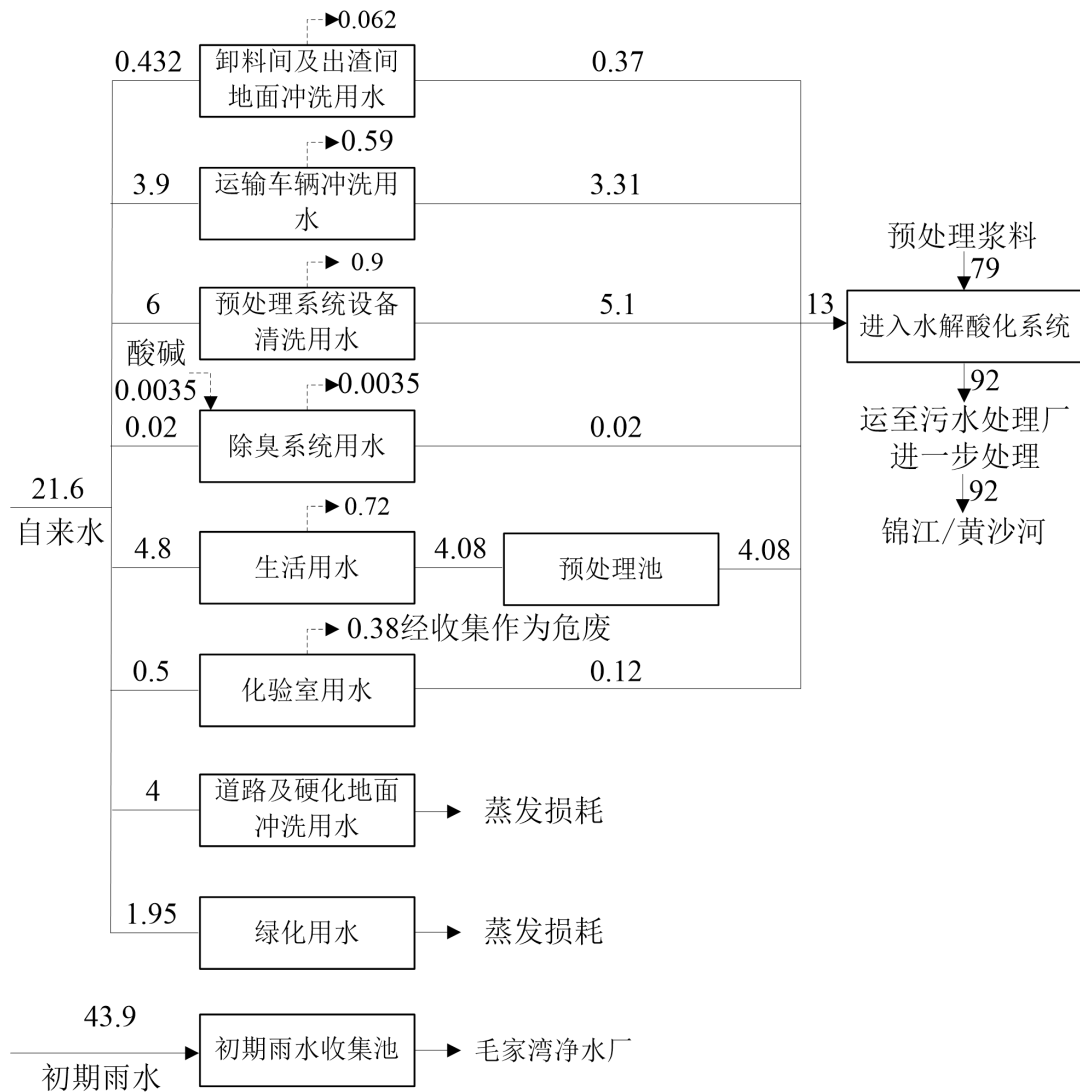 0.062
0.432
卸料间及出渣间
地面冲洗用水
0.37
0.59
3.9
运输车辆冲洗用
水
3.31
预处理浆料
79
0.9
6
预处理系统设备
清洗用水
5.1
13
进入水解酸化系统
酸碱
0.0035
0.0035
92
0.02
除臭系统用水
0.02
运至污水处理厂
进一步处理
92
锦江/黄沙河
21.6
自来水
0.72
4.8
生活用水
4.08
预处理池
4.08
0.38经收集作为危废
0.5
化验室用水
0.12
4
道路及硬化地面
冲洗用水
蒸发损耗
1.95
绿化用水
蒸发损耗
43.9
初期雨水
初期雨水收集池
毛家湾净水厂